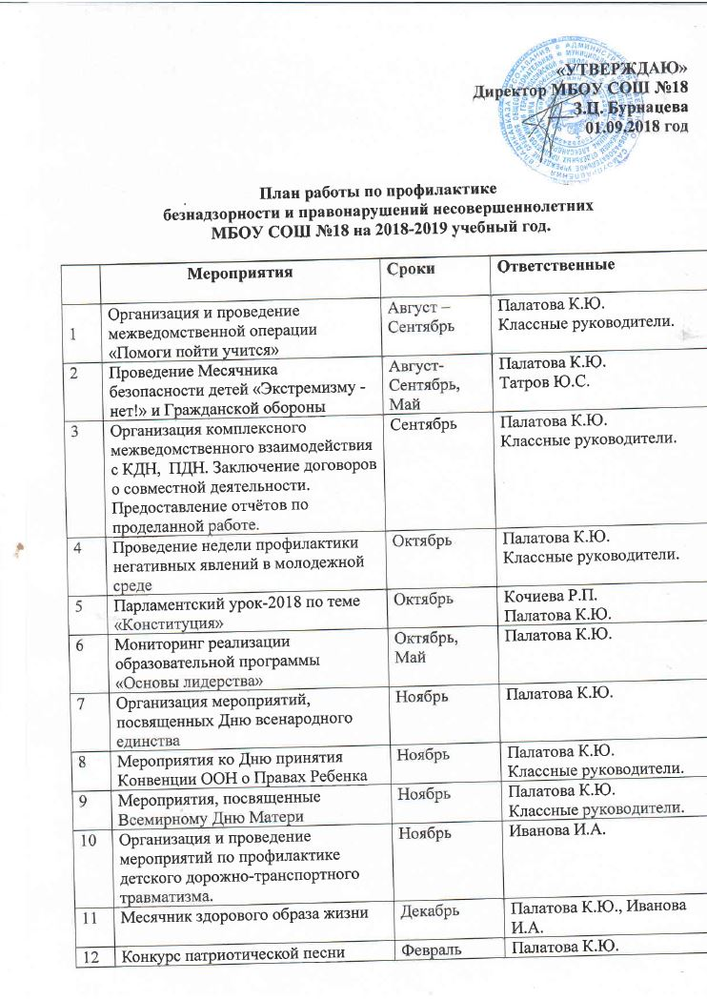 «УТВЕРЖДАЮ»
Директор МБОУ СОШ №18
З.Ц. Бурнацева
01.09.2018 год
План работы по профилактике
безнадзорности и правонарушений несовершеннолетних
МБОУ СОШ №18 на 2018-2019 учебный год.
Мероприятия Сроки Ответственные
1 Организация и проведение межведомственной операции «Помоги пойти учится» Август – Сентябрь Палатова К.Ю. Классные руководители.
2 Проведение Месячника безопасности детей «Экстремизму - нет!» и Гражданской обороны Август- Сентябрь, Май Палатова К.Ю. Татров Ю.С.
3 Организация комплексного межведомственного взаимодействия с КДН, ПДН. Заключение договоров о совместной деятельности. Предоставление отчётов по проделанной работе. Сентябрь Палатова К.Ю. Классные руководители.
4 Проведение недели профилактики негативных явлений в молодежной среде Октябрь Палатова К.Ю. Классные руководители.
5 Парламентский урок-2018 по теме «Конституция» Октябрь Кочиева Р.П. Палатова К.Ю.
6 Мониторинг реализации образовательной программы «Основы лидерства» Октябрь, Май Палатова К.Ю.
7 Организация мероприятий, посвященных Дню всенародного единства Ноябрь Палатова К.Ю.
8 Мероприятия ко Дню принятия Конвенции ООН о Правах Ребенка Ноябрь Палатова К.Ю. Классные руководители.
9 Мероприятия, посвященные Всемирному Дню Матери Ноябрь Палатова К.Ю. Классные руководители.
10 Организация и проведение мероприятий по профилактике детского дорожно-транспортного травматизма. Ноябрь Иванова И.А.
11 Месячник здорового образа жизни Декабрь Палатова К.Ю., Иванова И.А.
12 Конкурс патриотической песни Февраль Палатова К.Ю.